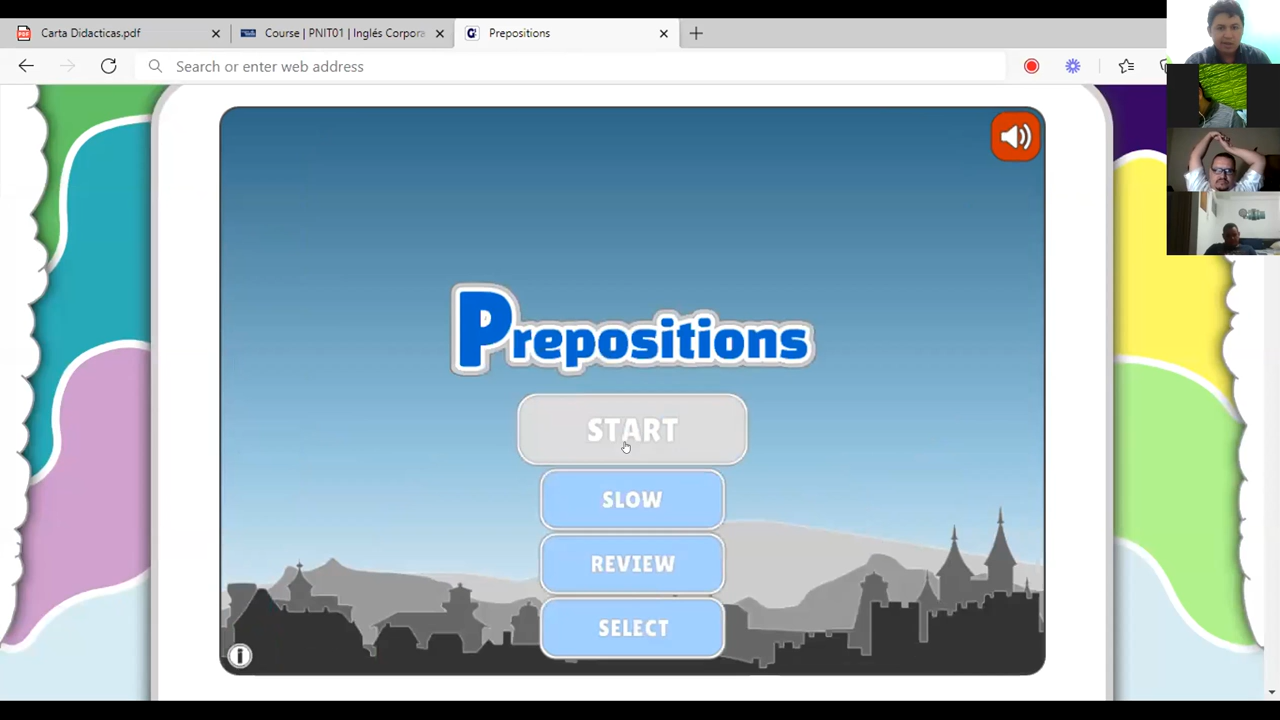 Carta Didacticas.pdf
Course | PNIT01 | Inglés Corpora
Prepositions
Search or enter web address
Prepositions
START
SLOW
REVIEW
SELECT